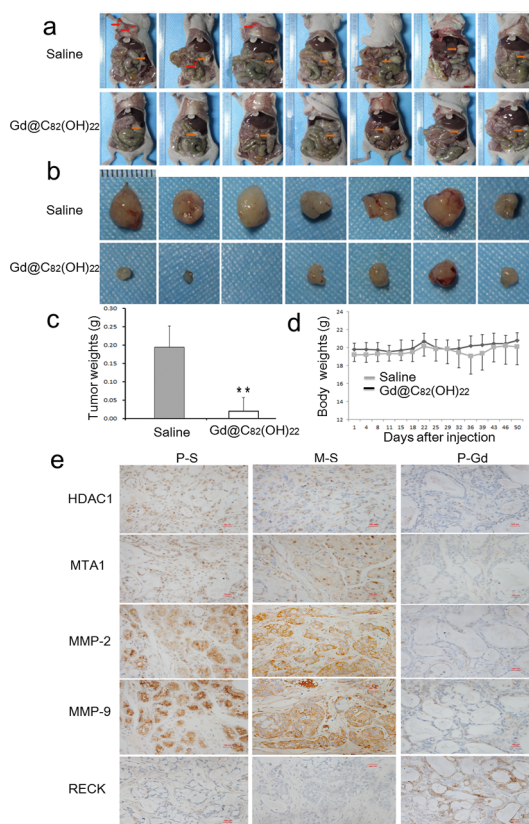 a
Saline
Gd@C82(OH)22
b
Saline
Gd@C82(OH)22
c
d
Tumor weights (g)
0.30
0.25
0.20
0.15
0.10
0.05
0.00
**
Saline
Gd@C82(OH)22
Body weights (g)
22
20
18
16
14
12
Saline
Gd@C82(OH)22
1 4 8 11 15 18 22 25 29 32 36 39 43 46 50
Days after injection
e
P-S M-S P-Gd
HDAC1
MTA1
MMP-2
MMP-9
RECK